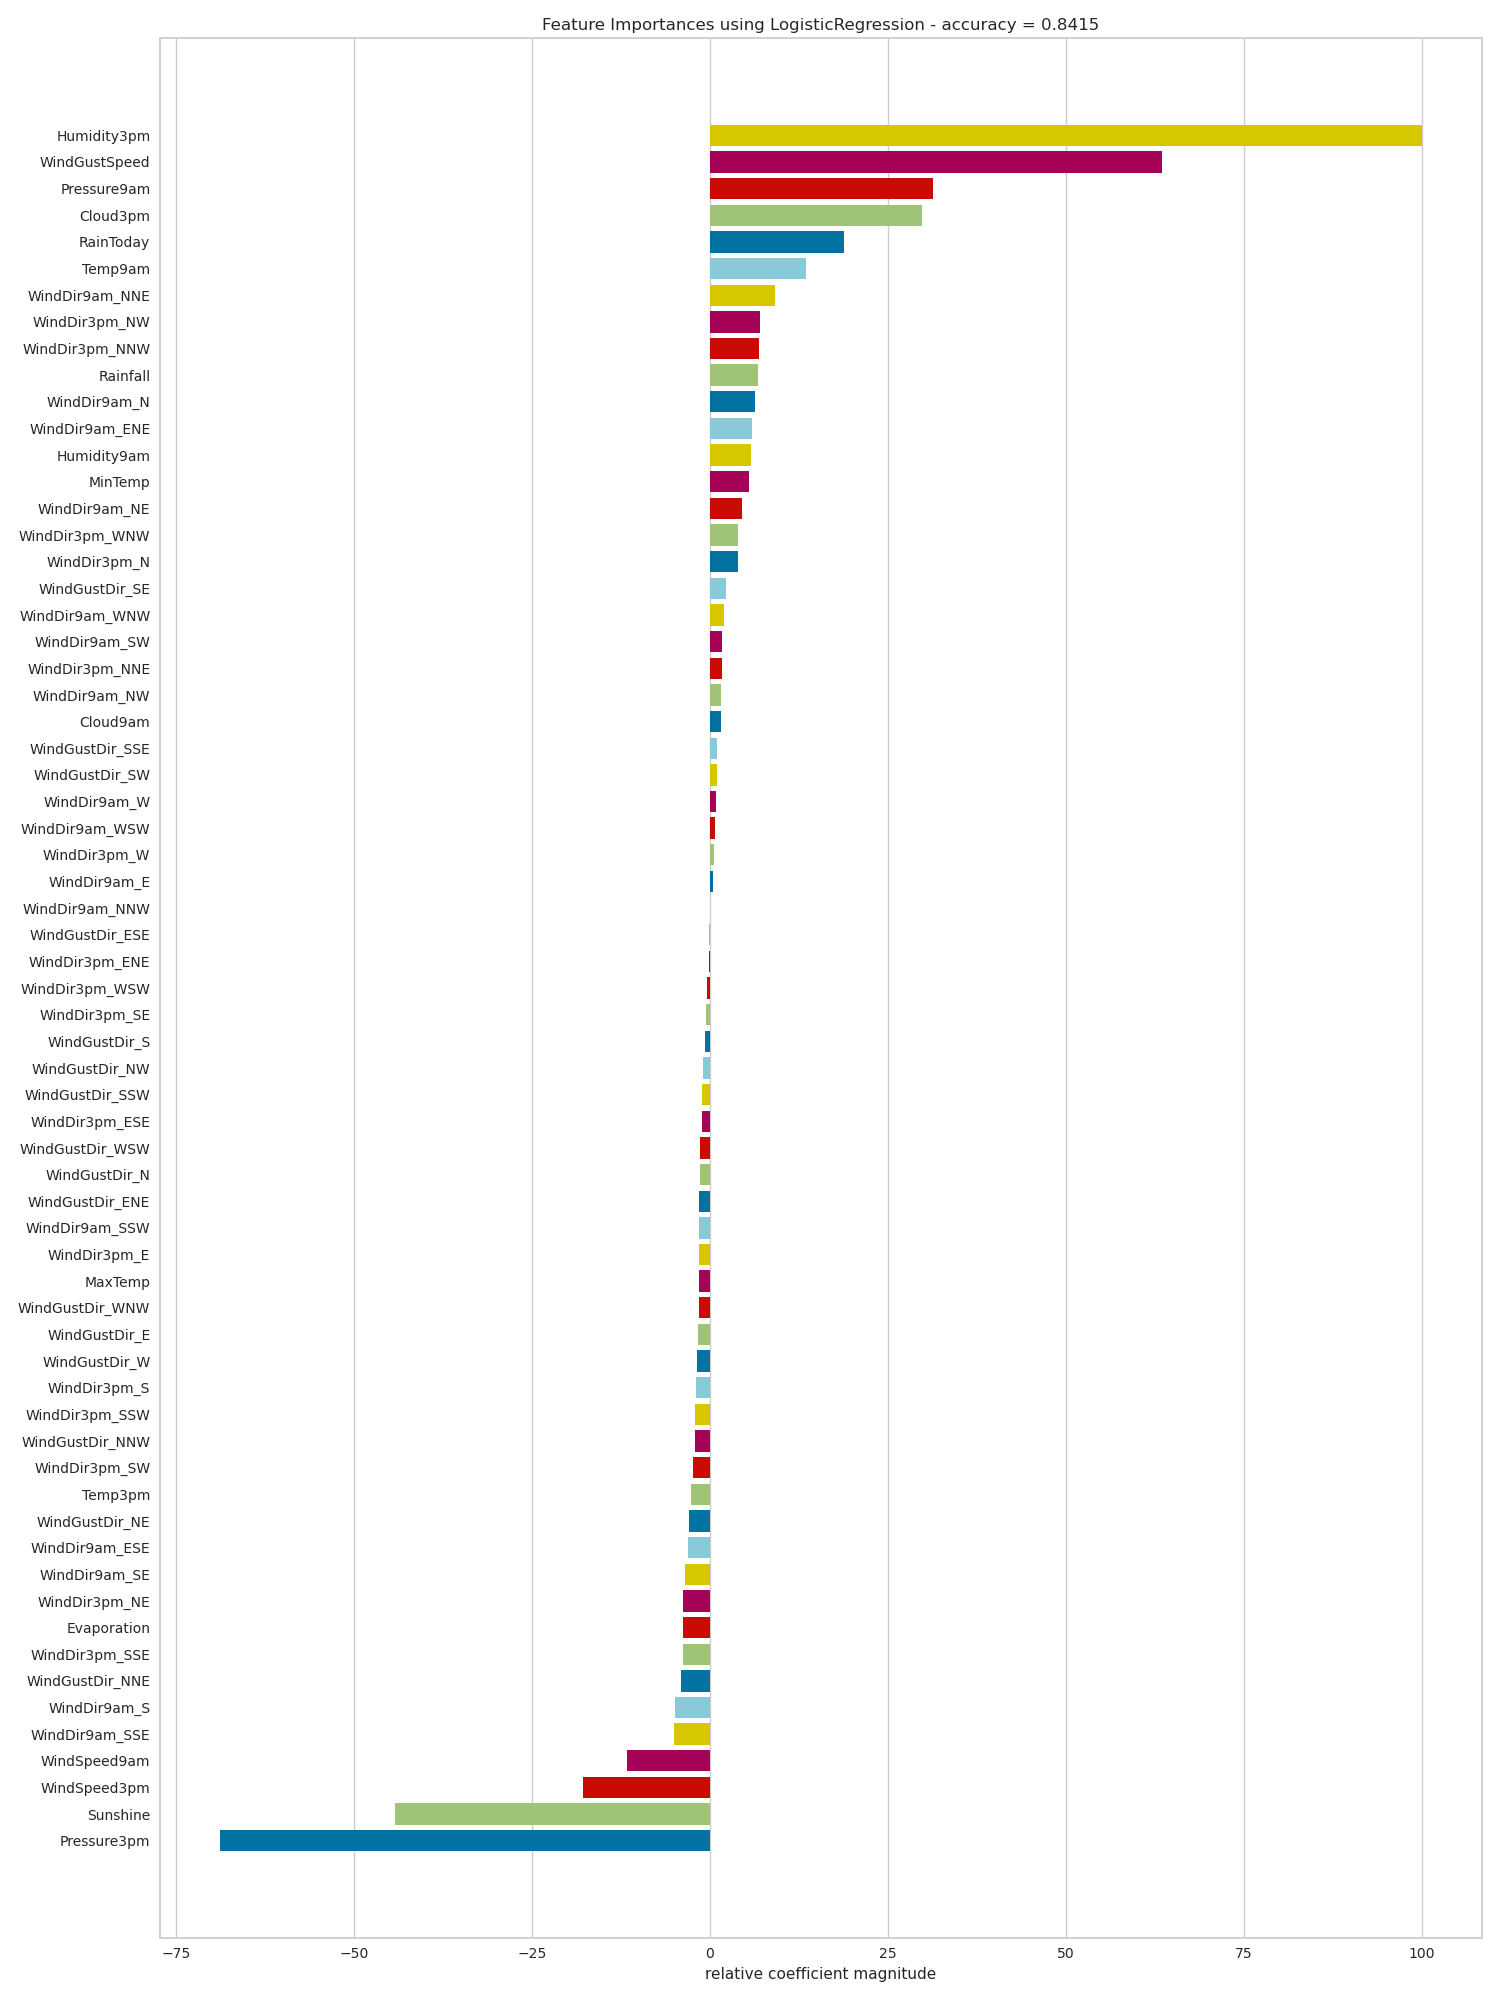 Feature Importances using LogisticRegression - accuracy = 0.8415
Humidity3pm
WindGustSpeed
Pressure9am
Cloud3pm
RainToday
Temp9am
WindDir9am_NNE
WindDir3pm_NW
WindDir3pm_NNW
Rainfall
WindDir9am_N
WindDir9am_ENE
Humidity9am
MinTemp
WindDir9am_NE
WindDir3pm_WNW
WindDir3pm_N
WindGustDir_SE
WindDir9am_WNW
WindDir9am_SW
WindDir3pm_NNE
WindDir9am_NW
Cloud9am
WindGustDir_SSE
WindGustDir_SW
WindDir9am_W
WindDir9am_WSW
WindDir3pm_W
WindDir9am_E
WindDir9am_NNW
WindGustDir_ESE
WindDir3pm_ENE
WindDir3pm_WSW
WindDir3pm_SE
WindGustDir_S
WindGustDir_NW
WindGustDir_SSW
WindDir3pm_ESE
WindGustDir_WSW
WindGustDir_N
WindGustDir_ENE
WindDir9am_SSW
WindDir3pm_E
MaxTemp
WindGustDir_WNW
WindGustDir_E
WindGustDir_W
WindDir3pm_S
WindDir3pm_SSW
WindGustDir_NNW
WindDir3pm_SW
Temp3pm
WindGustDir_NE
WindDir9am_ESE
WindDir9am_SE
WindDir3pm_NE
Evaporation
WindDir3pm_SSE
WindGustDir_NNE
WindDir9am_S
WindDir9am_SSE
WindSpeed9am
WindSpeed3pm
Sunshine
Pressure3pm
−75 −50 −25 0 25 50 75 100
relative coefficient magnitude